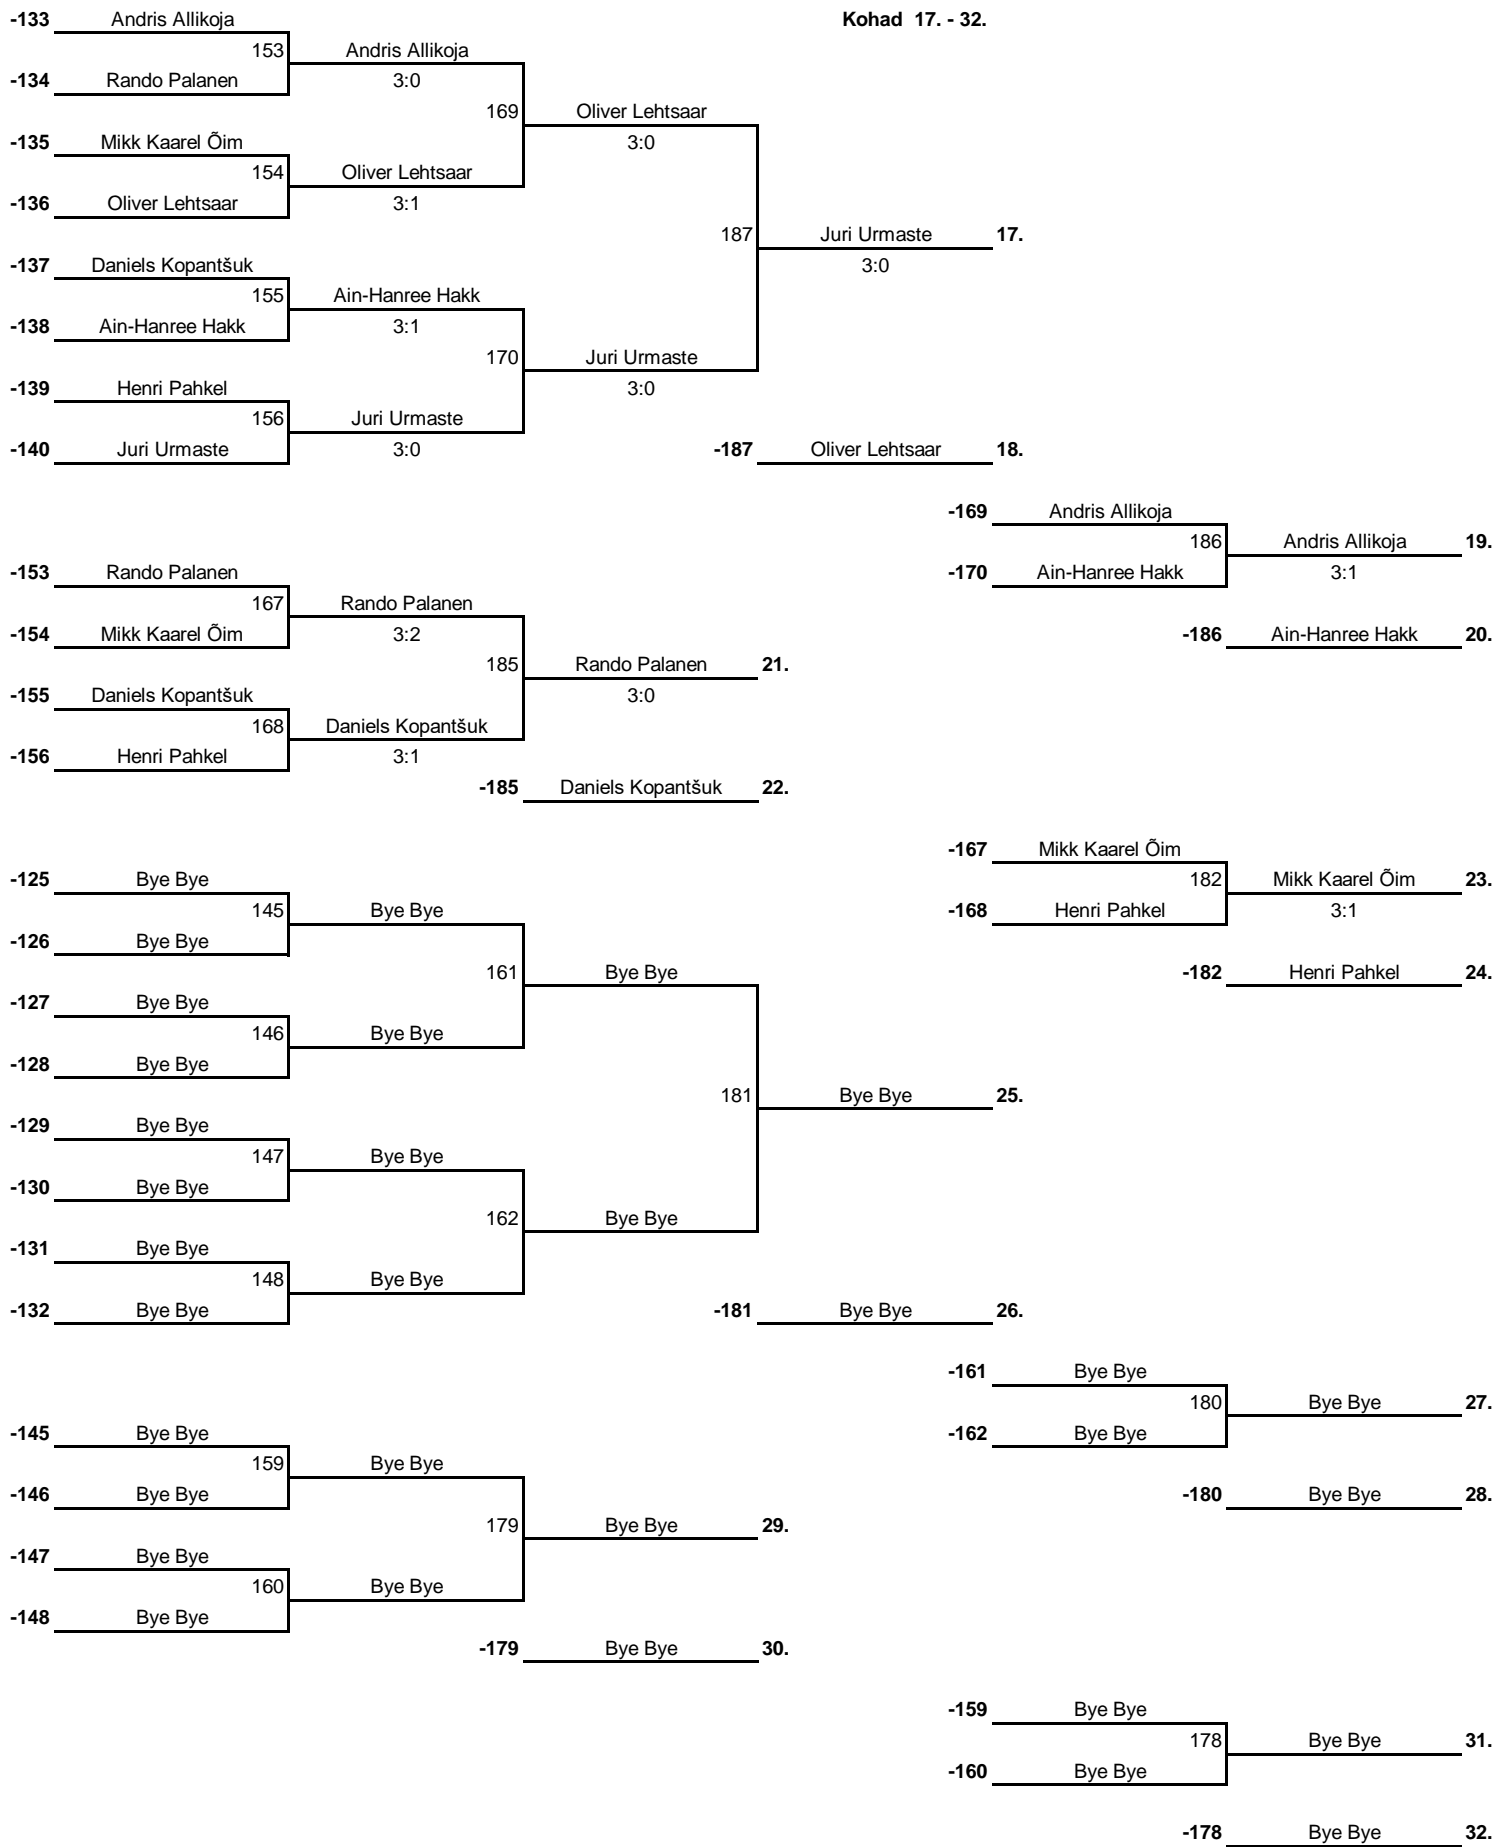 -133 Andris Allikoja Kohad 17. - 32.
153 Andris Allikoja
-134 Rando Palanen 3:0
169 Oliver Lehtsaar
-135 Mikk Kaarel Õim 3:0
154 Oliver Lehtsaar
-136 Oliver Lehtsaar 3:1
187 Juri Urmaste 17.
-137 Daniels Kopantšuk 3:0
155 Ain-Hanree Hakk
-138 Ain-Hanree Hakk 3:1
170 Juri Urmaste
-139 Henri Pahkel 3:0
156 Juri Urmaste
-140 Juri Urmaste 3:0 -187 Oliver Lehtsaar 18.
-169 Andris Allikoja
186 Andris Allikoja 19.
-153 Rando Palanen -170 Ain-Hanree Hakk 3:1
167 Rando Palanen
-154 Mikk Kaarel Õim 3:2 -186 Ain-Hanree Hakk 20.
185 Rando Palanen 21.
-155 Daniels Kopantšuk 3:0
168 Daniels Kopantšuk
-156 Henri Pahkel 3:1
-185 Daniels Kopantšuk 22.
-167 Mikk Kaarel Õim
-125 Bye Bye 182 Mikk Kaarel Õim 23.
145 Bye Bye -168 Henri Pahkel 3:1
-126 Bye Bye
161 Bye Bye -182 Henri Pahkel 24.
-127 Bye Bye
146 Bye Bye
-128 Bye Bye
181 Bye Bye 25.
-129 Bye Bye
147 Bye Bye
-130 Bye Bye
162 Bye Bye
-131 Bye Bye
148 Bye Bye
-132 Bye Bye -181 Bye Bye 26.
-161 Bye Bye
180 Bye Bye 27.
-145 Bye Bye -162 Bye Bye
159 Bye Bye
-146 Bye Bye -180 Bye Bye 28.
179 Bye Bye 29.
-147 Bye Bye
160 Bye Bye
-148 Bye Bye
-179 Bye Bye 30.
-159 Bye Bye
178 Bye Bye 31.
-160 Bye Bye
-178 Bye Bye 32.